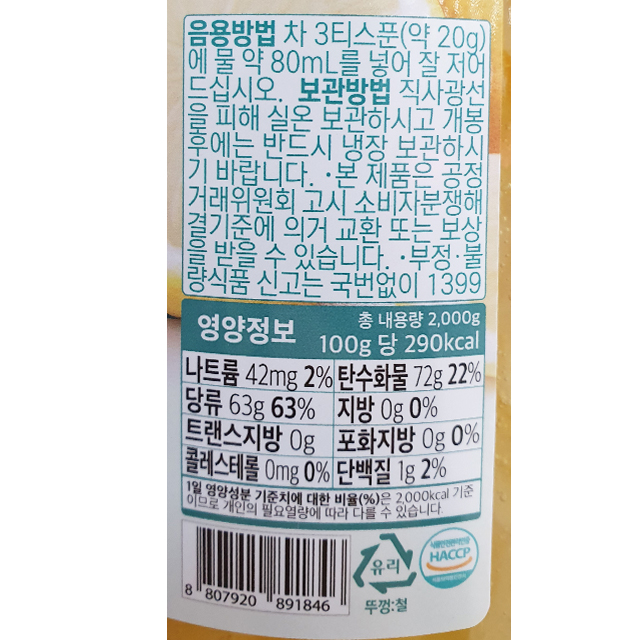 음용방법 차 3티스푼(약 20g)
에 물 약 80mL를 넣어 잘 저어
드십시오. 보관방법 직사광선
을 피해 실온 보관하시고 개봉
후에는 반드시 냉장 보관하시
기 바랍니다. ·본 제품은 공정
거래위원회 고시 소비자분쟁해
결기준에 의거 교환 또는 보상
을 받을 수 있습니다. ·부정·불
량식품 신고는 국번없이 1399
영양정보 총 내용량 2,000g
100g 당 290kcal
나트륨 42mg 2% 탄수화물 72g 22%
당류 63g 63% 지방 0g 0%
트랜스지방 0g 포화지방 0g 0%
콜레스테롤 0mg 0% 단백질 1g 2%
1일 영양성분 기준치에 대한 비율(%)은 2,000kcal 기준
이므로 개인의 필요열량에 따라 다를 수 있습니다.
8 807920 891846
유리
뚜껑:철
HACCP